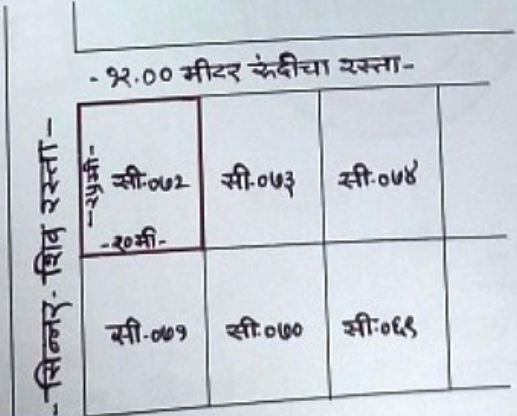 -१२.०० मीटर रुंदीचा रस्ता-
-सिन्नर-शिव रस्ता-
-२५मी-
सी-०७२
सी-०७३
सी-०७४
-२०मी-
सी-०७१
सी-०७०
सी-०६९